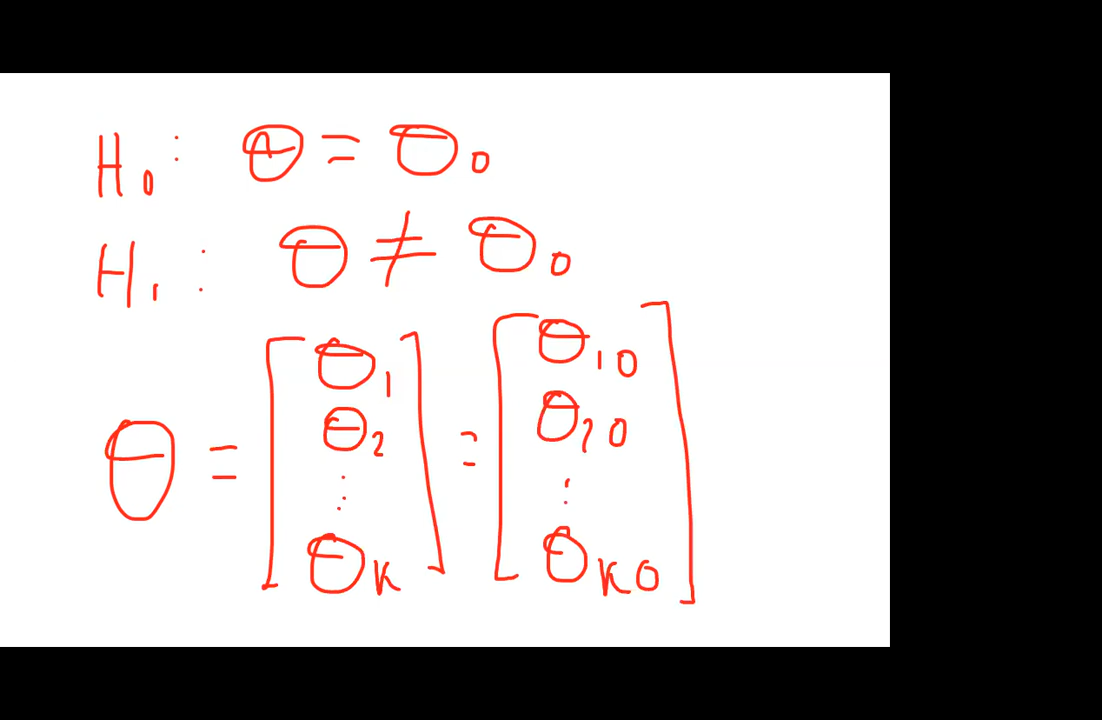 H₀: θ = θ₀
H₁: θ ≠ θ₀
θ = [θ₁ θ₂ ⋮ θₖ] = [θ₁₀ θ₂₀ ⋮ θₖ₀]